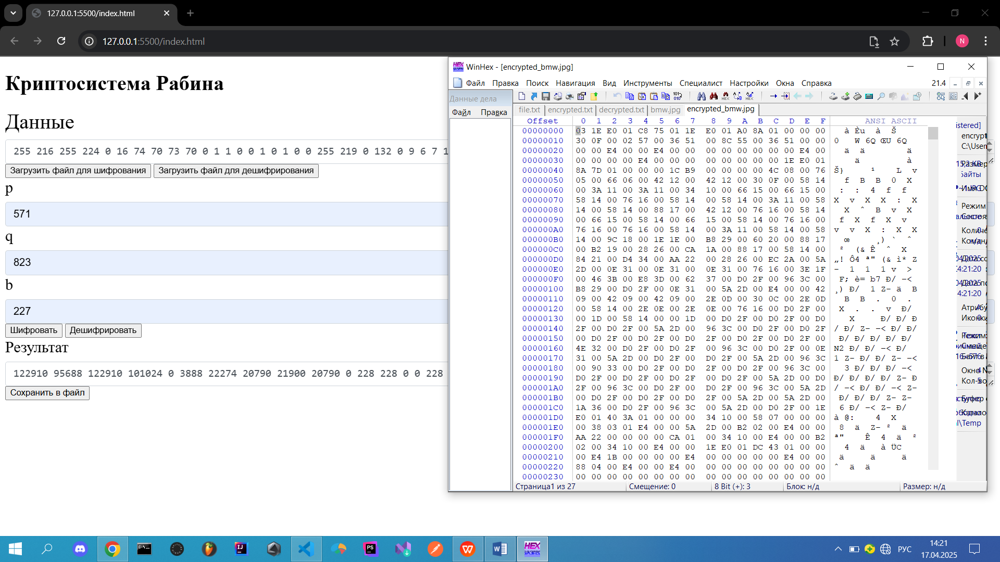 127.0.0.1:5500/index.html
127.0.0.1:5500/index.html
N
Криптосистема Рабина
Данные
255 216 255 224 0 16 74 70 73 70 0 1 1 0 0 1 0 1 0 0 255 219 0 132 0 9 6 7 1
Загрузить файл для шифрования Загрузить файл для дешифрирования
p
571
q
823
b
227
Шифровать Дешифрировать
Результат
122910 95688 122910 101024 0 3888 22274 20790 21900 20790 0 228 228 0 0 228
Сохранить в файл
WinHex - [encrypted_bmw.jpg]
Файл Правка Поиск Навигация Вид Инструменты Специалист Настройки Окна Справка 21.4
Данные дела
Файл Правка
file.txt encrypted.txt decrypted.txt bmw.jpg encrypted_bmw.jpg
Offset 0 1 2 3 4 5 6 7 8 9 A B C D E F ANSI ASCII
00000000 03 1E E0 01 C8 75 01 1E E0 01 A0 8A 01 00 00 00 à Èu à Š
00000010 30 0F 00 02 57 00 36 51 00 8C 55 00 36 51 00 00 0 W 6Q ŒU 6Q
00000020 00 00 E4 00 00 E4 00 00 00 00 00 00 00 00 E4 00 ä ä ä
00000030 00 00 00 00 E4 00 00 00 00 00 00 00 00 1E E0 01 ä à
00000040 8A 7D 01 00 00 00 1C B9 00 00 00 00 4C 08 00 76 Š} ¹ L v
00000050 05 00 66 06 00 42 12 00 42 12 00 30 0F 00 58 14 f B B 0 X
00000060 00 3A 11 00 3A 11 00 34 10 00 66 15 00 66 15 00 : : 4 f f
00000070 58 14 00 76 16 00 58 14 00 58 14 00 3A 11 00 58 X v X X : X
00000080 14 00 58 14 00 88 17 00 42 12 00 76 16 00 58 14 X ˆ B v X
00000090 00 66 15 00 58 14 00 66 15 00 58 14 00 76 16 00 f X f X v
000000A0 76 16 00 76 16 00 58 14 00 3A 11 00 58 14 00 58 v v X : X X
000000B0 14 00 9C 18 00 1E 1E 00 B8 29 00 60 20 00 88 17 œ ¸) ` ˆ
000000C0 00 B2 19 00 28 26 00 CA 1A 00 88 17 00 58 14 00 ² (& Ê ˆ X
000000D0 84 21 00 D4 34 00 AA 22 00 28 26 00 EC 2A 00 5A „! Ô4 ª" (& ì* Z
000000E0 2D 00 0E 31 00 0E 31 00 0E 31 00 76 16 00 3E 1F - 1 1 1 v >
000000F0 00 46 3B 00 E8 3D 00 62 37 00 D0 2F 00 96 3C 00 F; è= b7 Ð/ –<
00000100 B8 29 00 D0 2F 00 0E 31 00 5A 2D 00 E4 00 00 42 ¸) Ð/ 1 Z- ä B
00000110 09 00 42 09 00 42 09 00 2E 0D 00 30 0C 00 2E 0D B B . 0 .
00000120 00 58 14 00 2E 0E 00 2E 0E 00 76 16 00 D0 2F 00 X . . v Ð/
00000130 00 1D 00 58 14 00 00 1D 00 D0 2F 00 D0 2F 00 D0 X Ð/ Ð/ Ð
00000140 2F 00 D0 2F 00 5A 2D 00 96 3C 00 D0 2F 00 D0 2F / Ð/ Z- –< Ð/ Ð/
00000150 00 D0 2F 00 D0 2F 00 D0 2F 00 D0 2F 00 D0 2F 00 Ð/ Ð/ Ð/ Ð/ Ð/
00000160 4E 32 00 D0 2F 00 D0 2F 00 96 3C 00 D0 2F 00 0E N2 Ð/ Ð/ –< Ð/
00000170 31 00 5A 2D 00 D0 2F 00 D0 2F 00 5A 2D 00 96 3C 1 Z- Ð/ Ð/ Z- –<
00000180 00 90 33 00 D0 2F 00 D0 2F 00 D0 2F 00 96 3C 00 3 Ð/ Ð/ Ð/ –<
00000190 D0 2F 00 D0 2F 00 D0 2F 00 D0 2F 00 5A 2D 00 D0 Ð/ Ð/ Ð/ Ð/ Z- Ð
000001A0 2F 00 96 3C 00 D0 2F 00 D0 2F 00 96 3C 00 5A 2D / –< Ð/ Ð/ –< Z-
000001B0 00 D0 2F 00 D0 2F 00 D0 2F 00 5A 2D 00 5A 2D 00 Ð/ Ð/ Ð/ Z- Z-
000001C0 1A 36 00 D0 2F 00 96 3C 00 5A 2D 00 D0 2F 00 1E 6 Ð/ –< Z- Ð/
000001D0 E0 01 40 3A 01 00 00 00 34 10 00 58 07 00 00 00 à @: 4 X
000001E0 00 38 03 01 E4 00 00 5A 2D 00 B2 02 00 E4 00 00 8 ä Z- ² ä
000001F0 AA 22 00 00 00 00 CA 01 00 34 10 00 E4 00 00 B2 ª" Ê 4 ä ²
00000200 02 00 34 10 00 E4 00 00 1E E0 01 DC 43 01 00 00 4 ä à ÜC
00000210 00 E4 1B 00 00 00 00 E4 00 00 00 00 00 E4 00 00 ä ä ä
00000220 88 04 00 E4 00 00 E4 00 00 00 00 00 00 00 00 00 ˆ ä ä
00000230 00 00 00 00 00 00 00 00 00 00 00 00 00 00 00 00
Страница1 из 27 Смещение: 0 8 Bit (+): 3 Блок: н/д Размер: н/д
istered]
encrypt
C:\User
4:21:20
4:21:20
l\Temp
14:21
РУС
17.04.2025